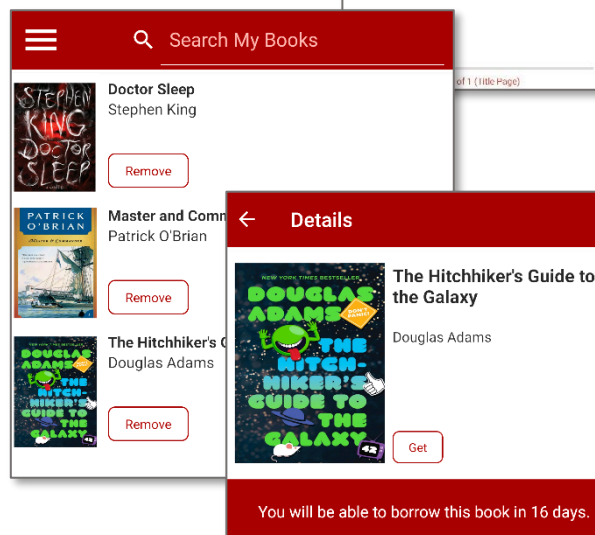 Search My Books
of 1 (Title Page)
STEPHEN
KING
DOCTOR
SLEEP
Doctor Sleep
Stephen King
Remove
PATRICK
O'BRIAN
Master and Comm
Patrick O'Brian
Remove
DOUGLAS
ADAMS
THE
HITCH-
HIKER'S
GUIDE TO
THE
GALAXY
42
The Hitchhiker's G
Douglas Adams
Remove
Details
NEW YORK TIMES BESTSELLER
DOUGLAS
ADAMS
DON'T
PANIC!
THE
HITCH-
HIKER'S
GUIDE TO
THE
GALAXY
42
The Hitchhiker's Guide to
the Galaxy
Douglas Adams
Get
You will be able to borrow this book in 16 days.